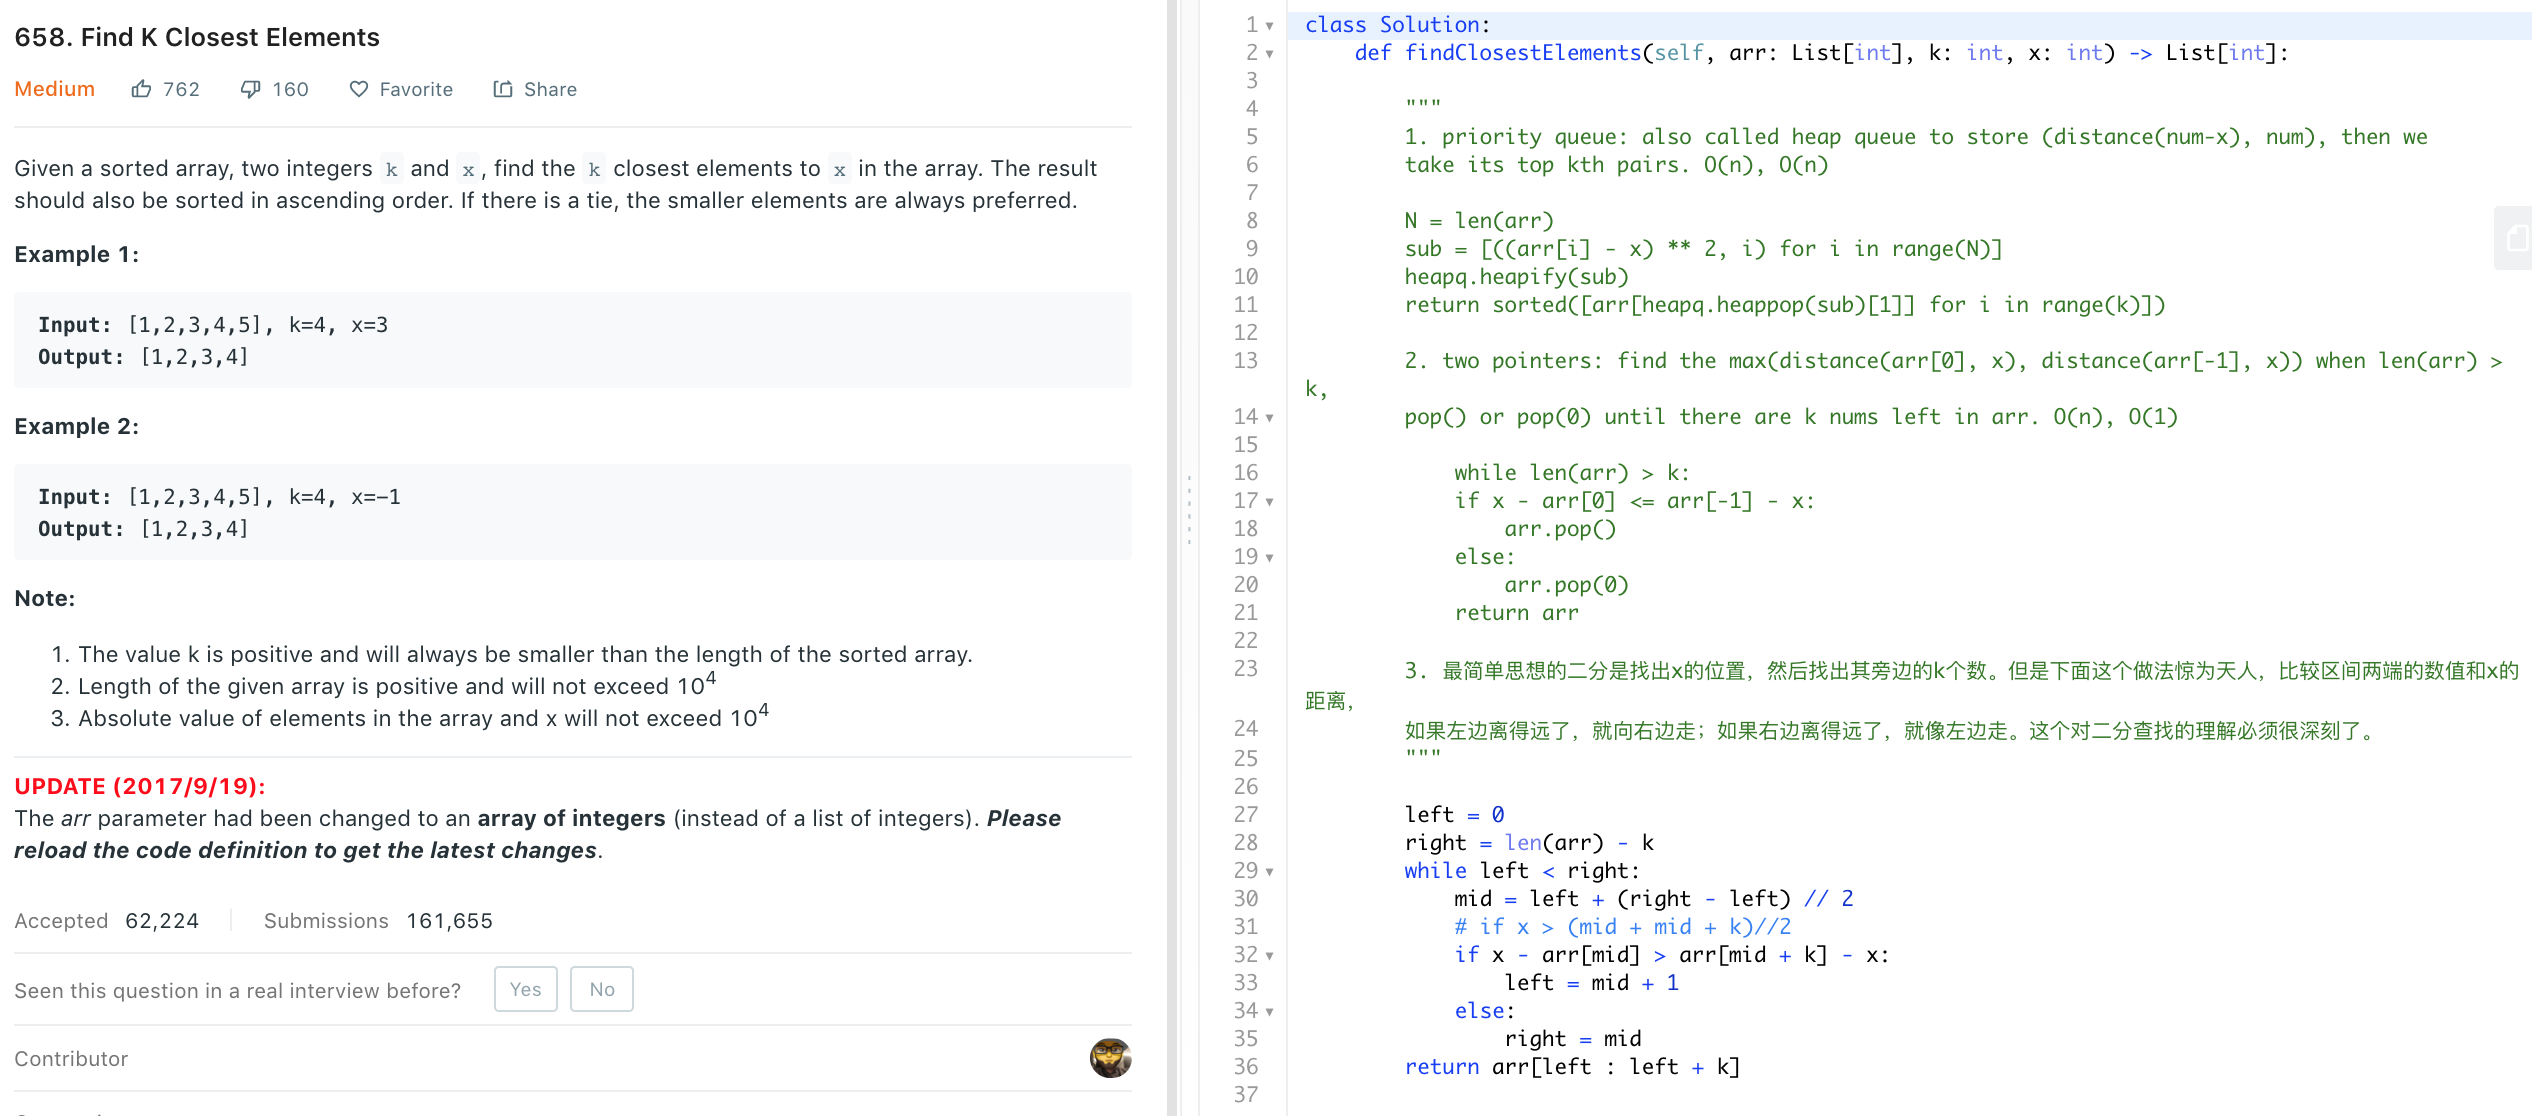 658. Find K Closest Elements
Medium 762 160 Favorite Share
Given a sorted array, two integers k and x, find the k closest elements to x in the array. The result
should also be sorted in ascending order. If there is a tie, the smaller elements are always preferred.
Example 1:
Input: [1,2,3,4,5], k=4, x=3
Output: [1,2,3,4]
Example 2:
Input: [1,2,3,4,5], k=4, x=-1
Output: [1,2,3,4]
Note:
1. The value k is positive and will always be smaller than the length of the sorted array.
2. Length of the given array is positive and will not exceed 10^4
3. Absolute value of elements in the array and x will not exceed 10^4
UPDATE (2017/9/19):
The arr parameter had been changed to an array of integers (instead of a list of integers). Please
reload the code definition to get the latest changes.
Accepted 62,224 Submissions 161,655
Seen this question in a real interview before? Yes No
Contributor
1 class Solution:
2     def findClosestElements(self, arr: List[int], k: int, x: int) -> List[int]:
3
4         """
5         1. priority queue: also called heap queue to store (distance(num-x), num), then we
6         take its top kth pairs. O(n), O(n)
7
8         N = len(arr)
9         sub = [((arr[i] - x) ** 2, i) for i in range(N)]
10         heapq.heapify(sub)
11         return sorted([arr[heapq.heappop(sub)[1]] for i in range(k)])
12
13         2. two pointers: find the max(distance(arr[0], x), distance(arr[-1], x)) when len(arr) >
k,
14         pop() or pop(0) until there are k nums left in arr. O(n), O(1)
15
16             while len(arr) > k:
17             if x - arr[0] <= arr[-1] - x:
18                 arr.pop()
19             else:
20                 arr.pop(0)
21             return arr
22
23         3. 最简单思想的二分是找出x的位置，然后找出其旁边的k个数。但是下面这个做法惊为天人，比较区间两端的数值和x的
距离，
24         如果左边离得远了，就向右边走；如果右边离得远了，就像左边走。这个对二分查找的理解必须很深刻了。
25         """
26
27         left = 0
28         right = len(arr) - k
29         while left < right:
30             mid = left + (right - left) // 2
31             # if x > (mid + mid + k)//2
32             if x - arr[mid] > arr[mid + k] - x:
33                 left = mid + 1
34             else:
35                 right = mid
36         return arr[left : left + k]
37